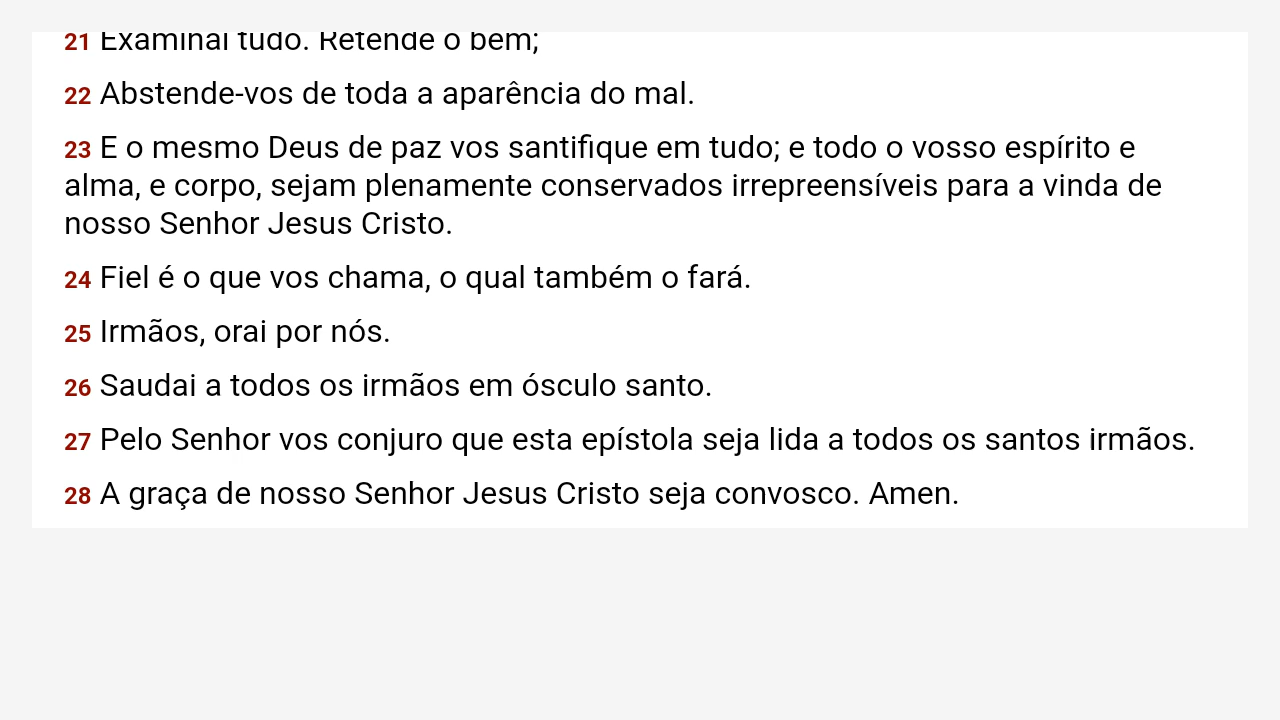 21 Examinai tudo. Retende o bem;
22 Abstende-vos de toda a aparência do mal.
23 E o mesmo Deus de paz vos santifique em tudo; e todo o vosso espírito e
alma, e corpo, sejam plenamente conservados irrepreensíveis para a vinda de
nosso Senhor Jesus Cristo.
24 Fiel é o que vos chama, o qual também o fará.
25 Irmãos, orai por nós.
26 Saudai a todos os irmãos em ósculo santo.
27 Pelo Senhor vos conjuro que esta epístola seja lida a todos os santos irmãos.
28 A graça de nosso Senhor Jesus Cristo seja convosco. Amen.